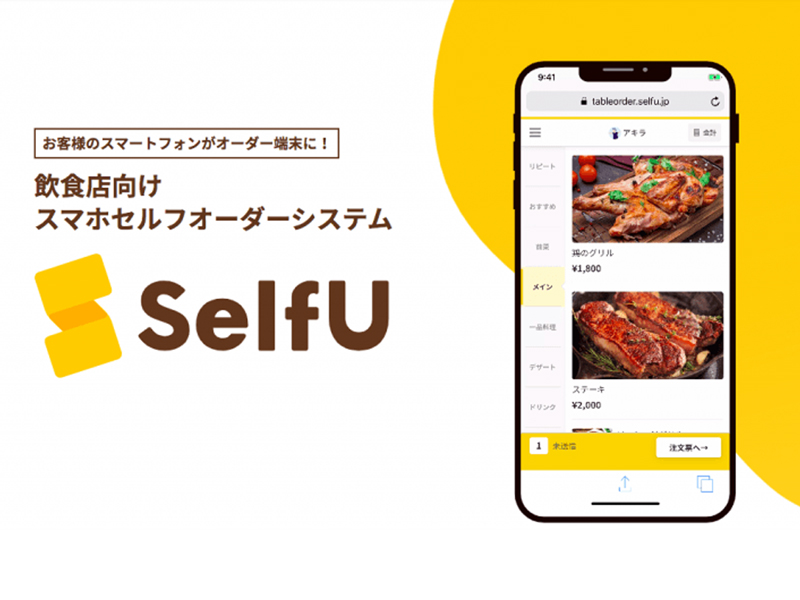 お客様のスマートフォンがオーダー端末に！
飲食店向け
スマホセルフオーダーシステム
SelfU
9:41
tableorder.selfu.jp
アキラ
会計
リピート
おすすめ
前菜
メイン
一品料理
デザート
ドリンク
鶏のグリル
¥1,800
ステーキ
¥2,000
1 未送信
注文票へ→